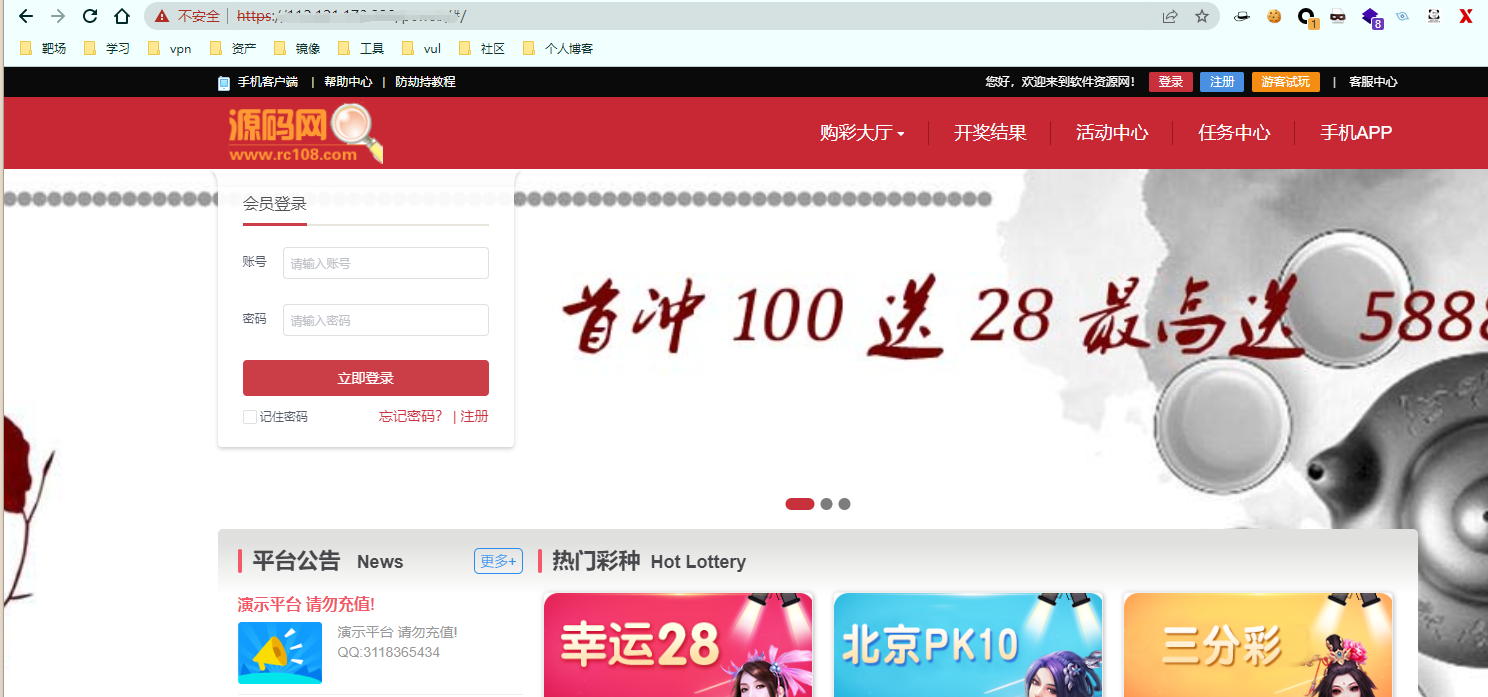 不安全 https:
靶场 学习 vpn 资产 镜像 工具 vul 社区 个人博客
手机客户端 | 帮助中心 | 防劫持教程 您好，欢迎来到软件资源网！ 登录 注册 游客试玩 | 客服中心
源码网
www.rc108.com
购彩大厅 开奖结果 活动中心 任务中心 手机APP
会员登录
账号 请输入账号
密码 请输入密码
立即登录
记住密码 忘记密码？ | 注册
首冲 100 送 28 最高送 5888
平台公告 News 更多+ 热门彩种 Hot Lottery
演示平台 请勿充值!
演示平台 请勿充值!
QQ:3118365434
幸运28 北京PK10 三分彩
1
8
X